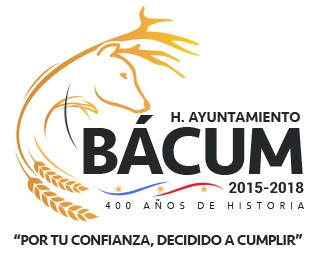 H. AYUNTAMIENTO
BÁCUM
2015-2018
400 AÑOS DE HISTORIA
“POR TU CONFIANZA, DECIDIDO A CUMPLIR”